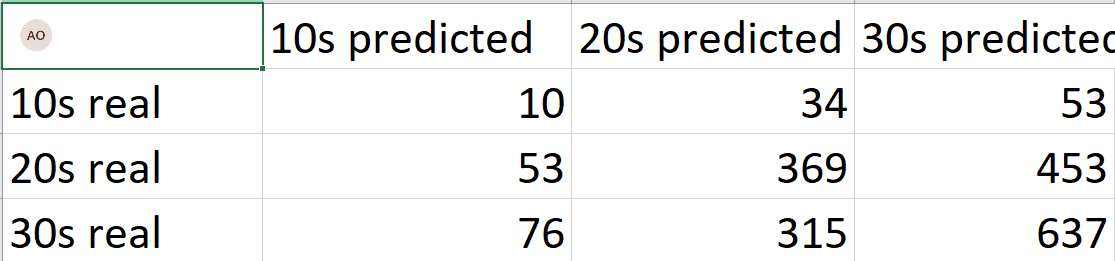 AO 10s predicted 20s predicted 30s predicted
10s real 10 34 53
20s real 53 369 453
30s real 76 315 637